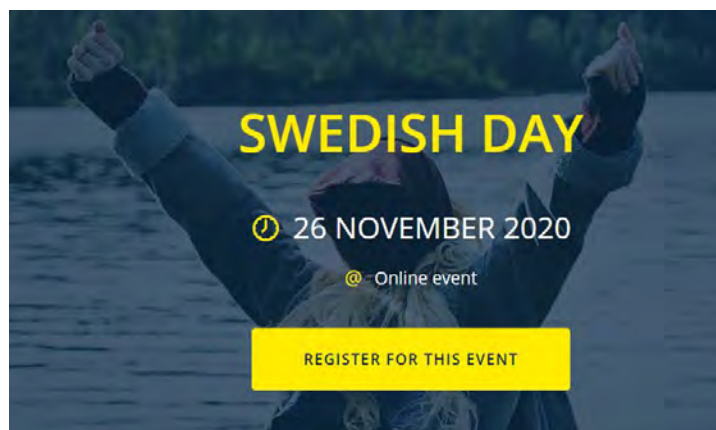 SWEDISH DAY
26 NOVEMBER 2020
@ Online event
REGISTER FOR THIS EVENT